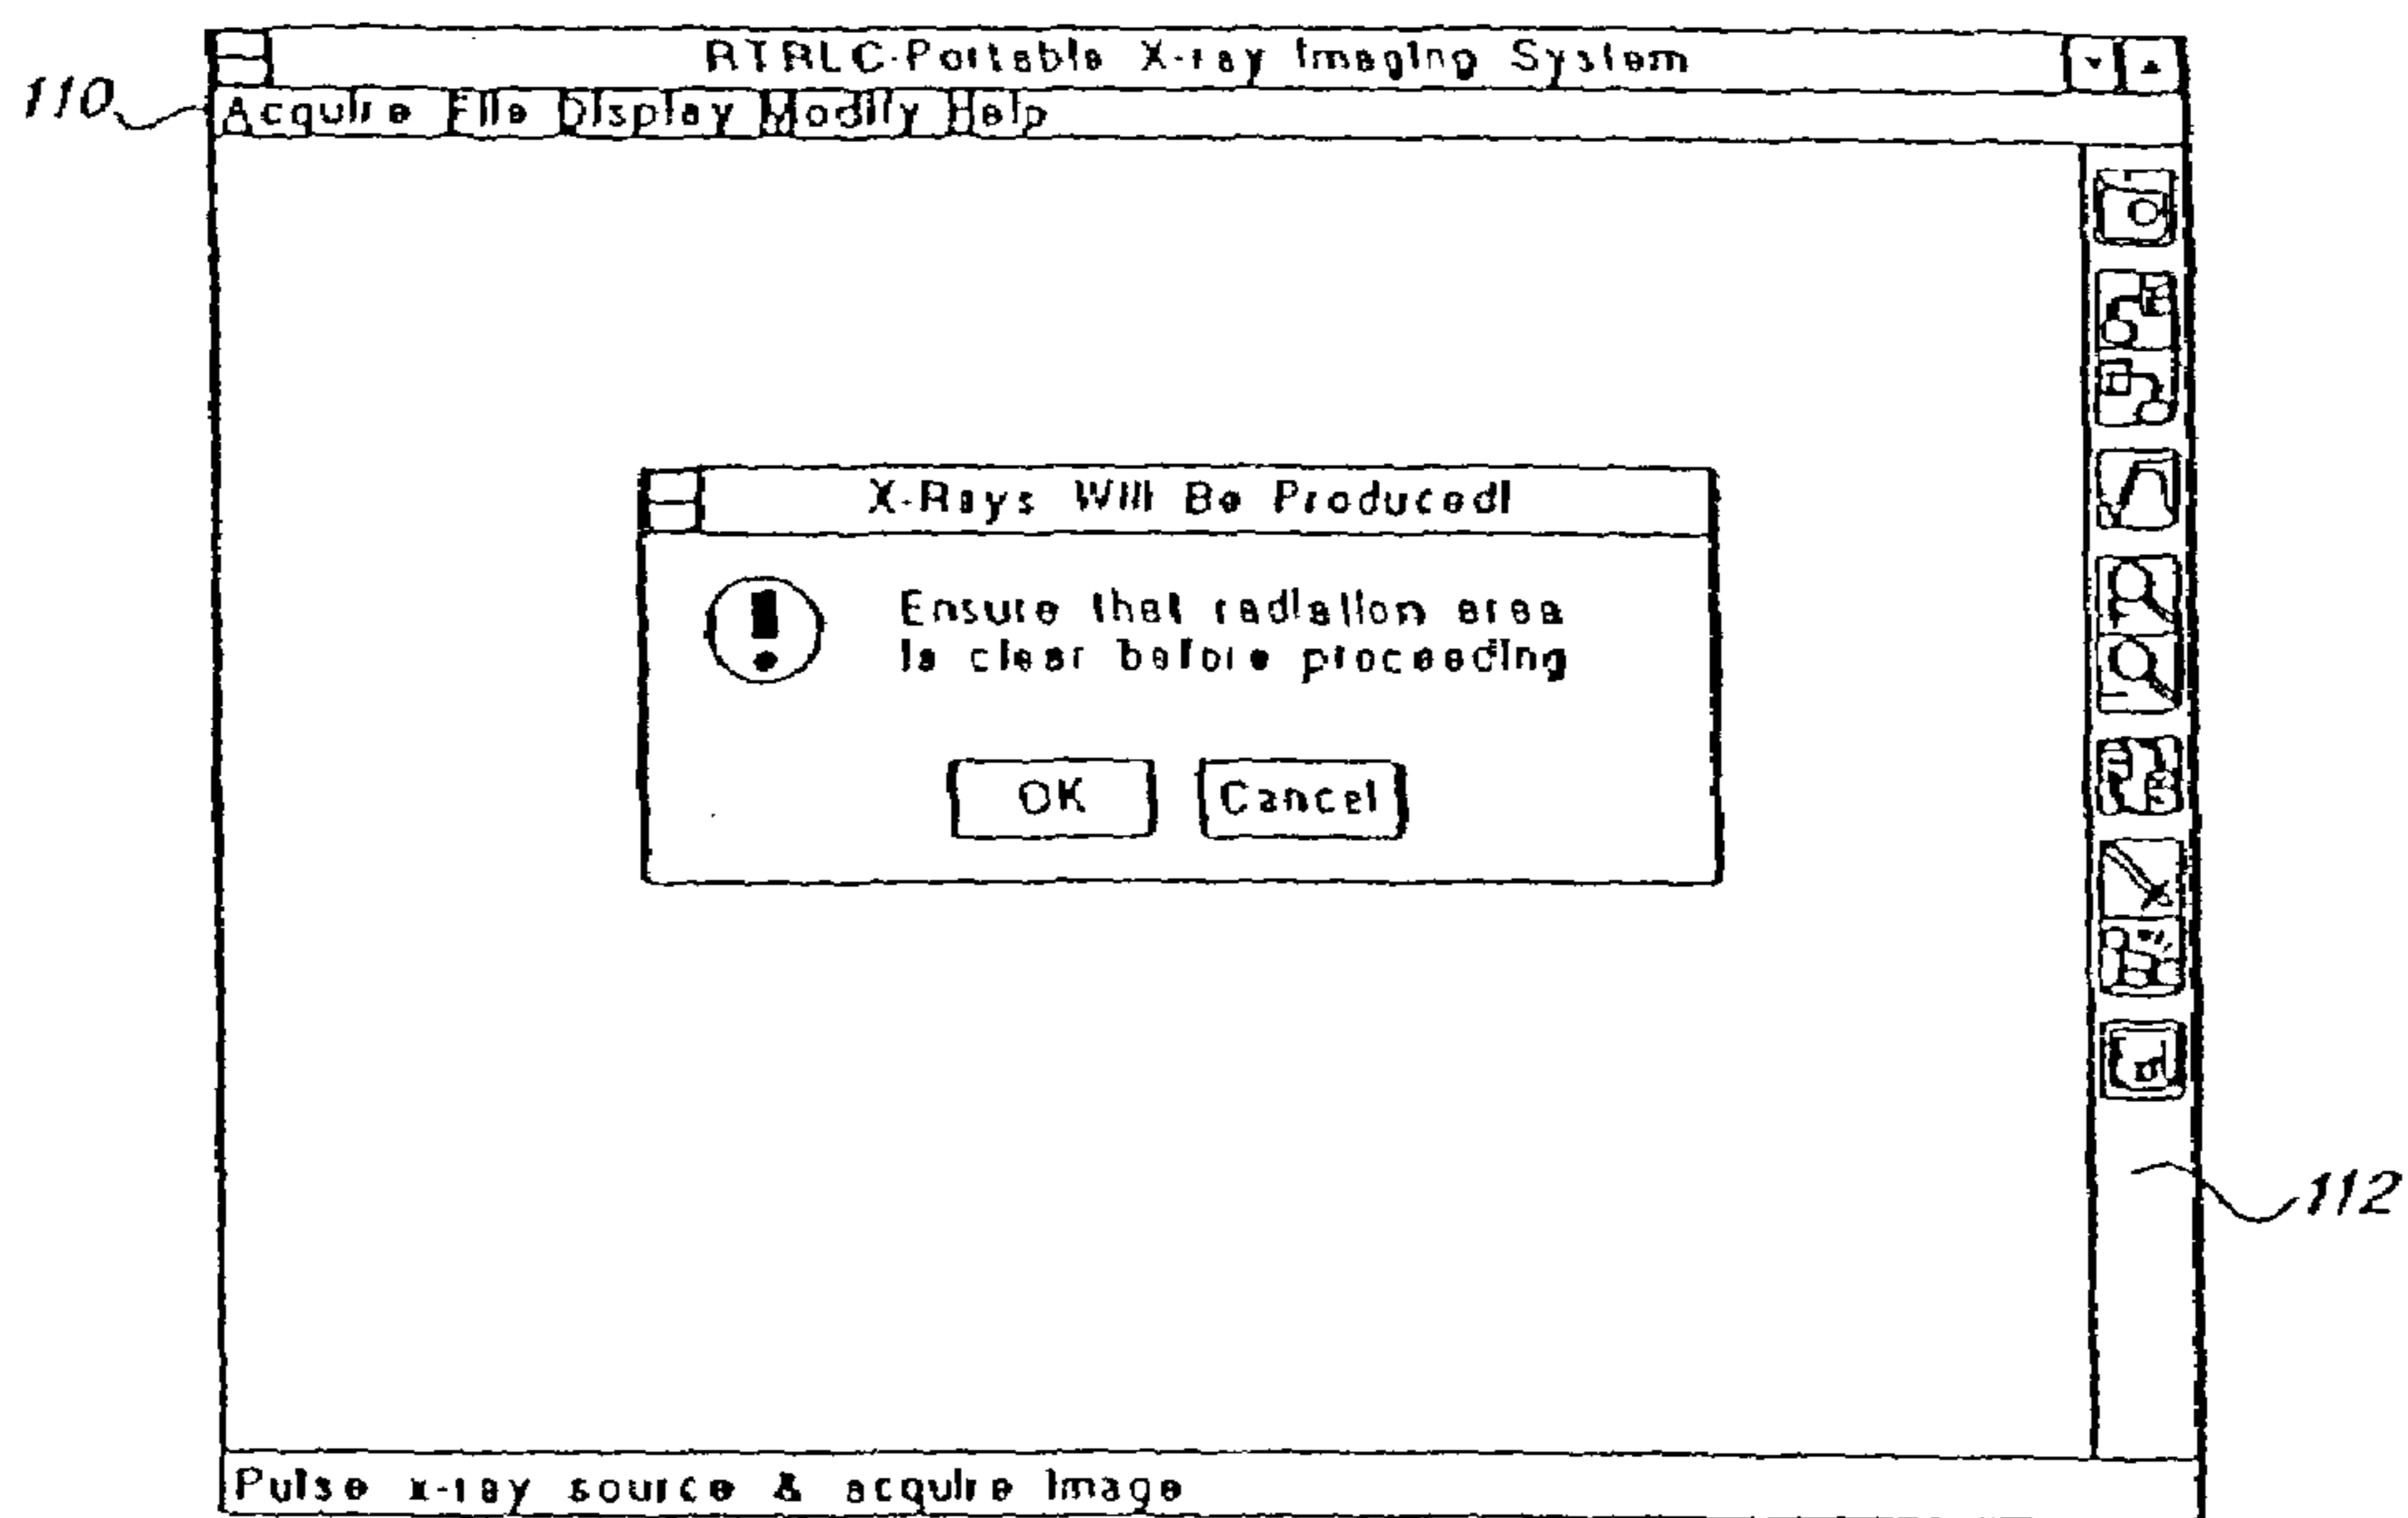 RTRLC-Portable X-ray Imaging System
110
Acquire File Display Modify Help
X-Rays Will Be Produced!
Ensure that radiation area
is clear before proceeding
OK Cancel
112
Pulse x-ray source & acquire image